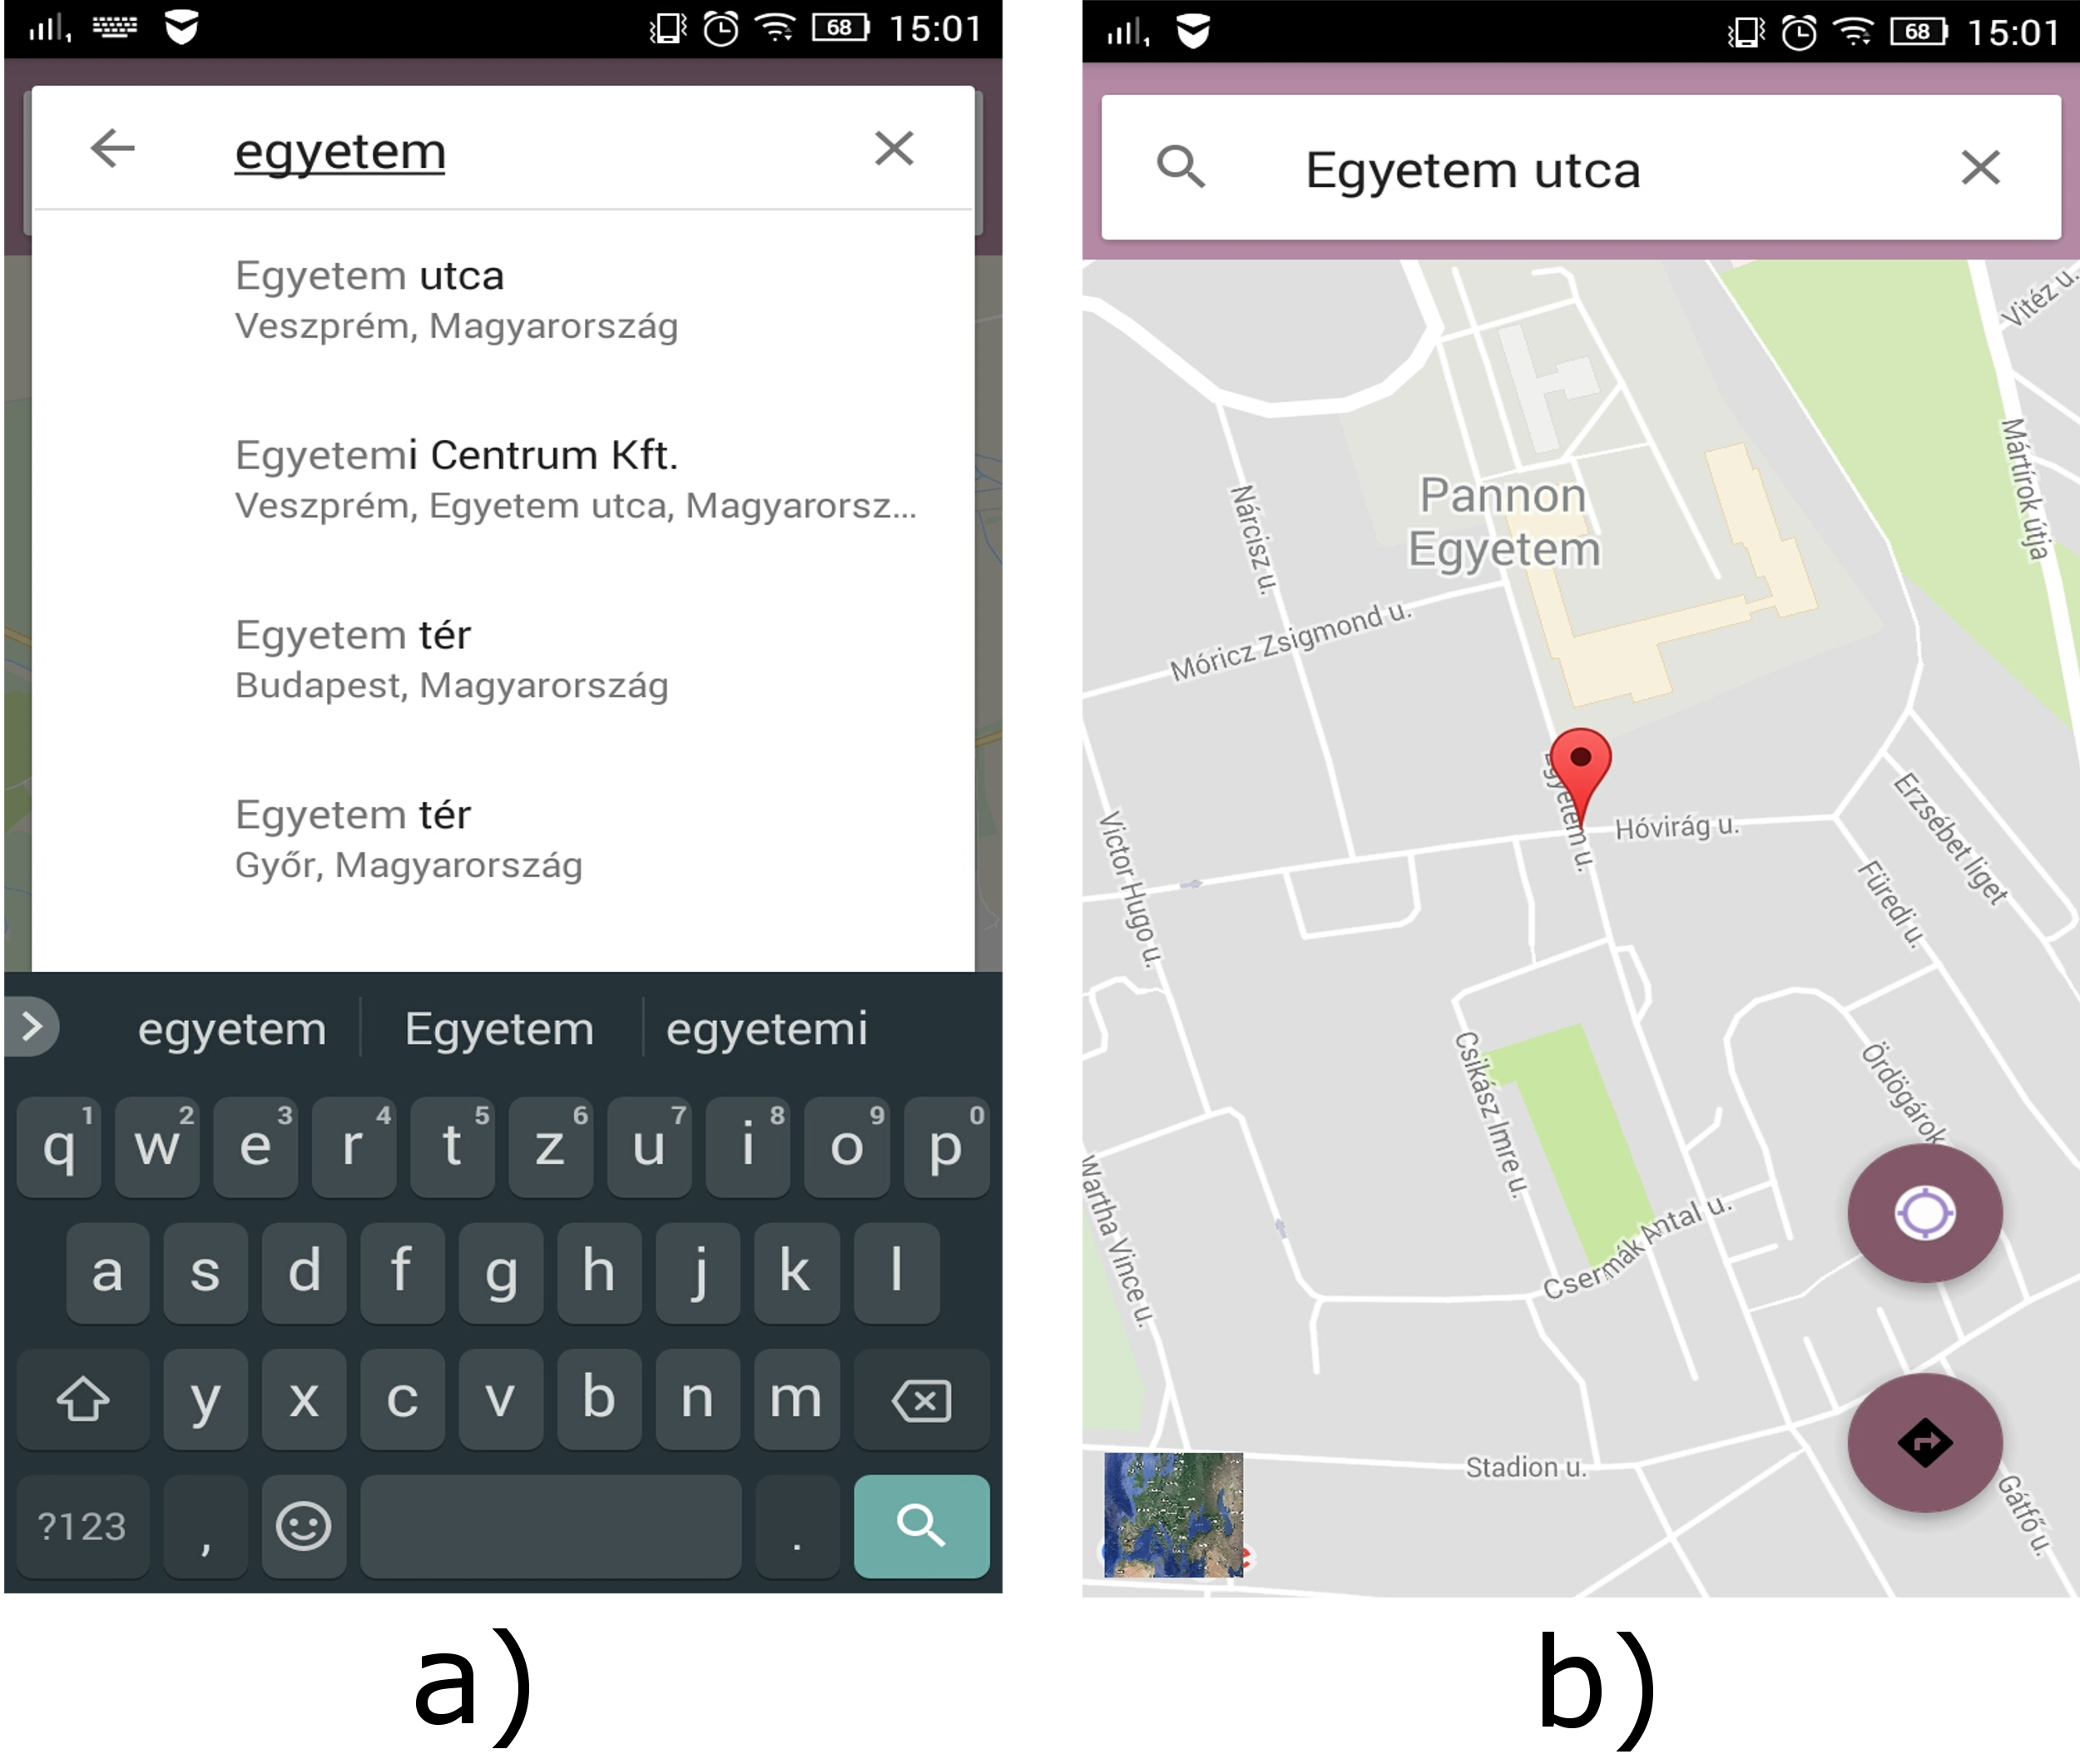 68 15:01
egyetem
Egyetem utca
Veszprém, Magyarország
Egyetemi Centrum Kft.
Veszprém, Egyetem utca, Magyarorsz...
Egyetem tér
Budapest, Magyarország
Egyetem tér
Győr, Magyarország
egyetem Egyetem egyetemi
1 2 3 4 5 6 7 8 9 0
q w e r t z u i o p
a s d f g h j k l
y x c v b n m
?123 , .
a)
1 68 15:01
Egyetem utca
Vitéz u.
Mártírok útja
Pannon
Egyetem
Nárcisz u.
Móricz Zsigmond u.
Egyetem u.
Hóvirág u.
Victor Hugo u.
Erzsébet liget
Füredi u.
Csikász Imre u.
Ördögárok
Wartha Vince u.
Csermák Antal u.
Stadion u.
Gátfő u.
b)